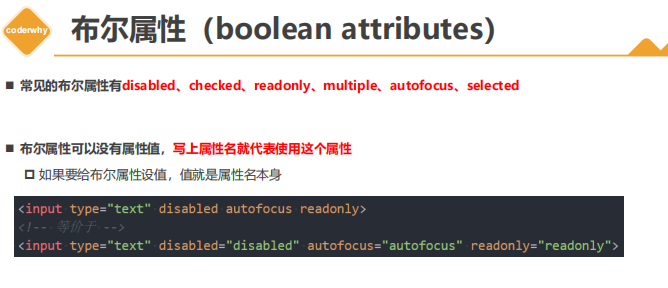 coderwhy
布尔属性（boolean attributes）
常见的布尔属性有disabled、checked、readonly、multiple、autofocus、selected
布尔属性可以没有属性值，写上属性名就代表使用这个属性
如果要给布尔属性设值，值就是属性名本身
<input type="text" disabled autofocus readonly>
<!-- 等价于 -->
<input type="text" disabled="disabled" autofocus="autofocus" readonly="readonly">